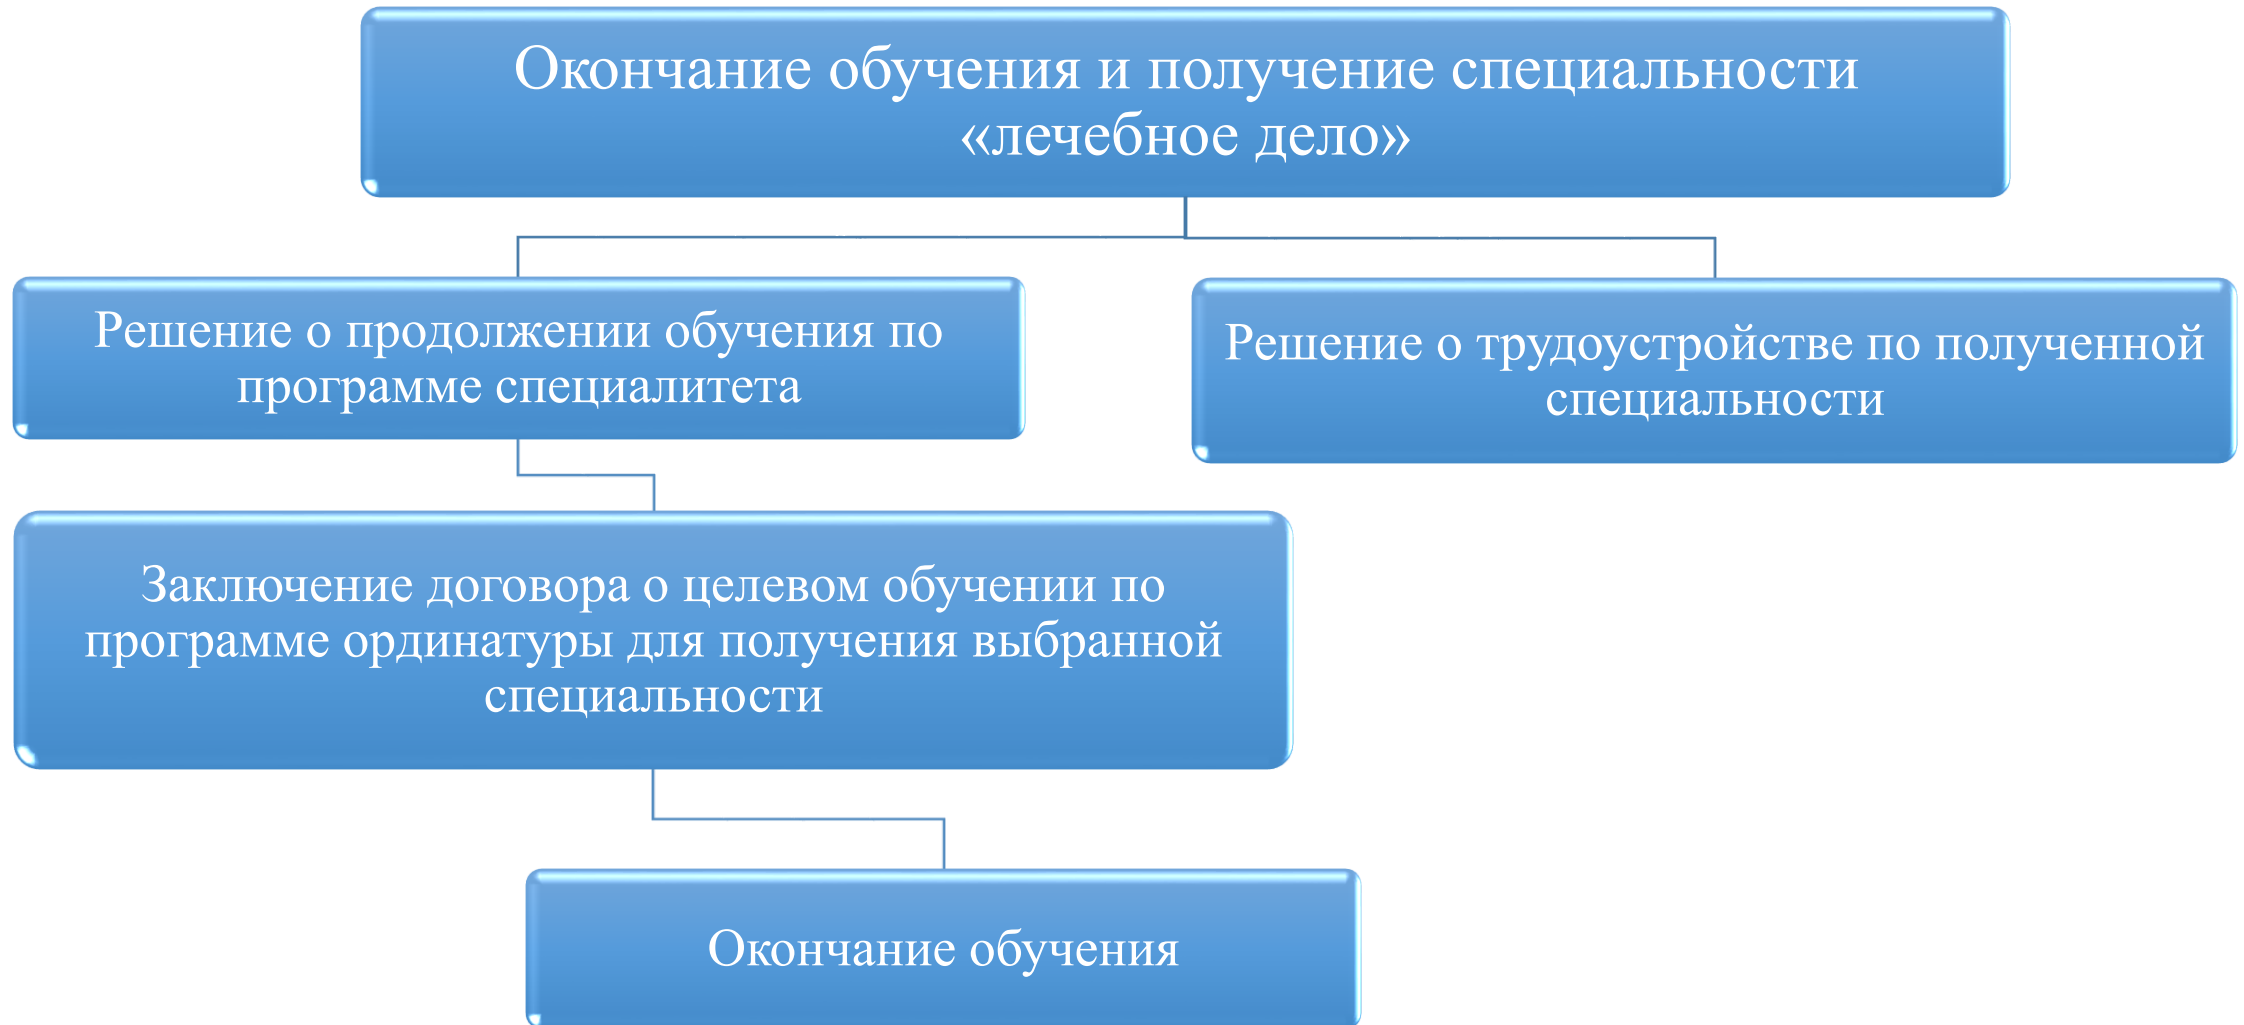 Окончание обучения и получение специальности
«лечебное дело»
Решение о продолжении обучения по
программе специалитета
Решение о трудоустройстве по полученной
специальности
Заключение договора о целевом обучении по
программе ординатуры для получения выбранной
специальности
Окончание обучения